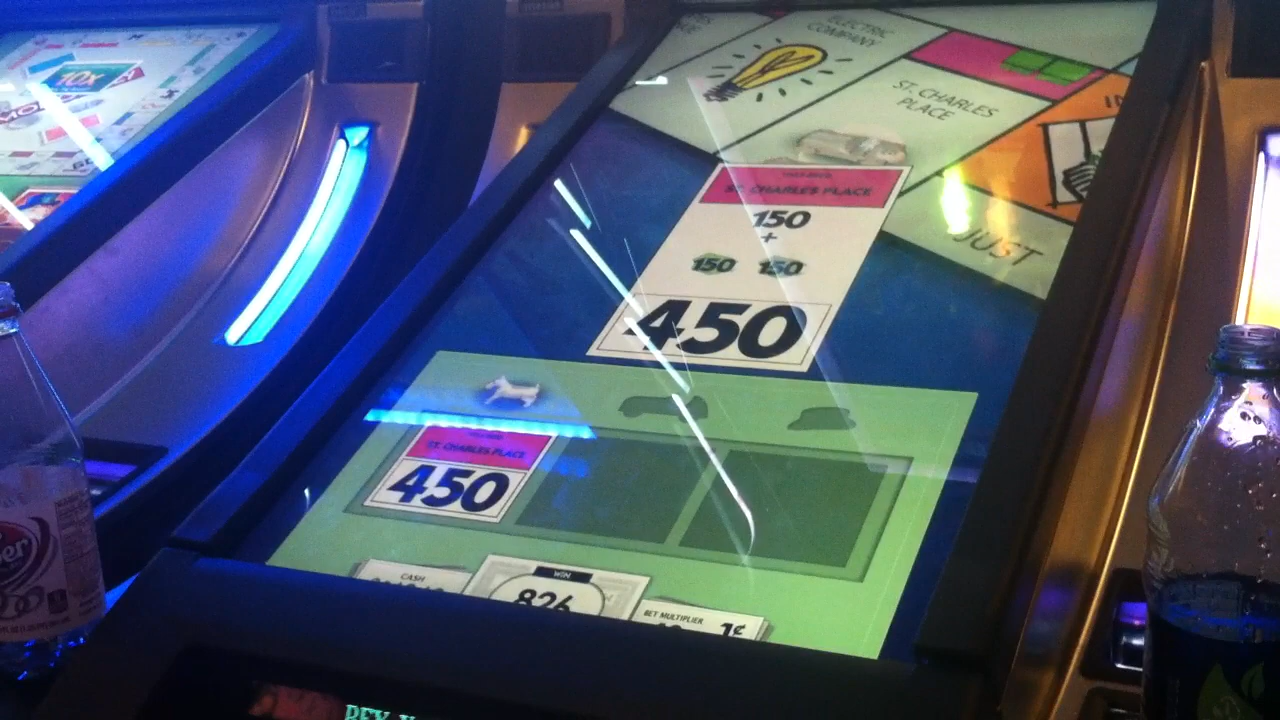 10x
ELECTRIC
COMPANY
ST. CHARLES
PLACE
JUST
ST. CHARLES PLACE
150
+
150 150
450
ST. CHARLES PLACE
450
CASH
WIN
826
BET MULTIPLIER
1¢